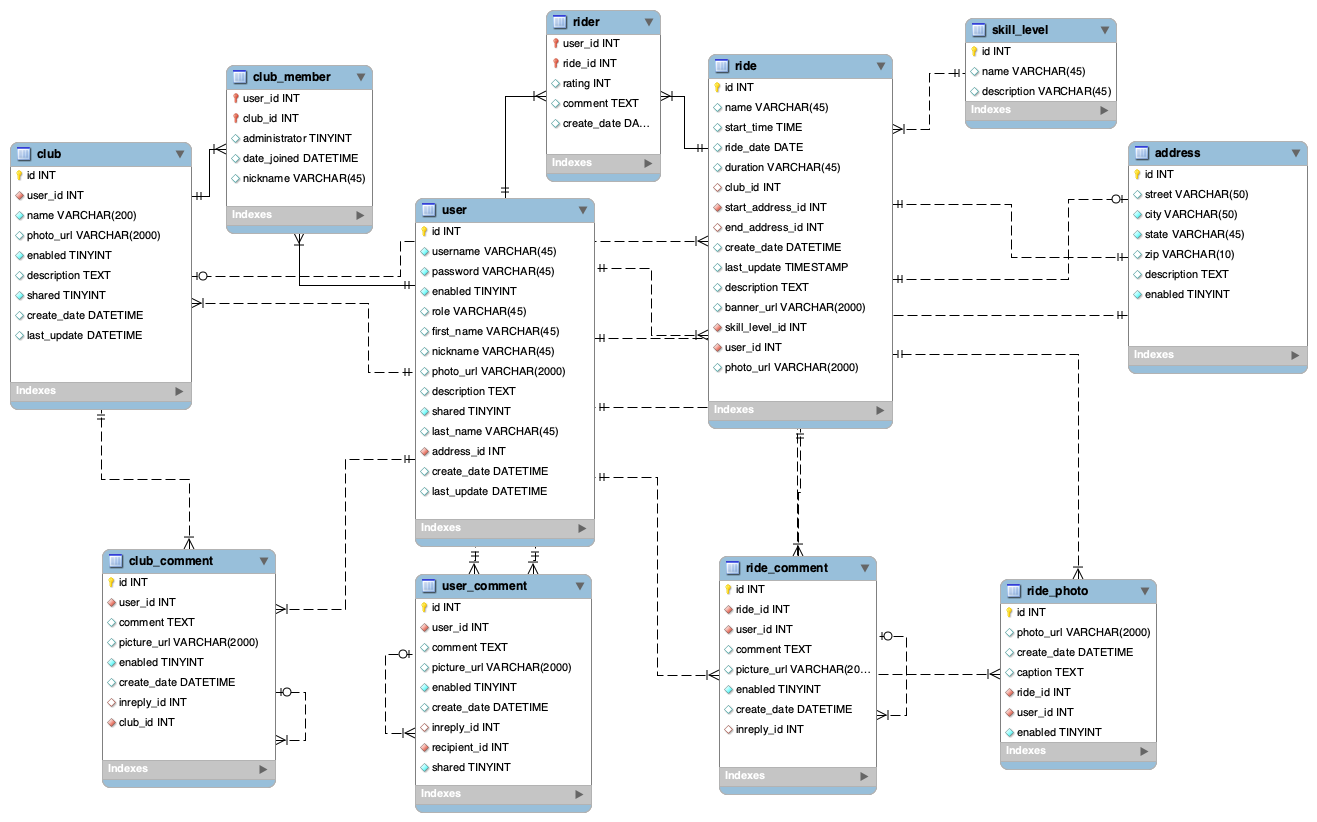 rider
user_id INT
ride_id INT
rating INT
comment TEXT
create_date DA...
Indexes
skill_level
id INT
name VARCHAR(45)
description VARCHAR(45)
Indexes
club_member
user_id INT
club_id INT
administrator TINYINT
date_joined DATETIME
nickname VARCHAR(45)
Indexes
ride
id INT
name VARCHAR(45)
start_time TIME
ride_date DATE
duration VARCHAR(45)
club_id INT
start_address_id INT
end_address_id INT
create_date DATETIME
last_update TIMESTAMP
description TEXT
banner_url VARCHAR(2000)
skill_level_id INT
user_id INT
photo_url VARCHAR(2000)
Indexes
club
id INT
user_id INT
name VARCHAR(200)
photo_url VARCHAR(2000)
enabled TINYINT
description TEXT
shared TINYINT
create_date DATETIME
last_update DATETIME
Indexes
address
id INT
street VARCHAR(50)
city VARCHAR(50)
state VARCHAR(45)
zip VARCHAR(10)
description TEXT
enabled TINYINT
Indexes
user
id INT
username VARCHAR(45)
password VARCHAR(45)
enabled TINYINT
role VARCHAR(45)
first_name VARCHAR(45)
nickname VARCHAR(45)
photo_url VARCHAR(2000)
description TEXT
shared TINYINT
last_name VARCHAR(45)
address_id INT
create_date DATETIME
last_update DATETIME
Indexes
club_comment
id INT
user_id INT
comment TEXT
picture_url VARCHAR(2000)
enabled TINYINT
create_date DATETIME
inreply_id INT
club_id INT
Indexes
user_comment
id INT
user_id INT
comment TEXT
picture_url VARCHAR(2000)
enabled TINYINT
create_date DATETIME
inreply_id INT
recipient_id INT
shared TINYINT
Indexes
ride_comment
id INT
ride_id INT
user_id INT
comment TEXT
picture_url VARCHAR(20...
enabled TINYINT
create_date DATETIME
inreply_id INT
Indexes
ride_photo
id INT
photo_url VARCHAR(2000)
create_date DATETIME
caption TEXT
ride_id INT
user_id INT
enabled TINYINT
Indexes